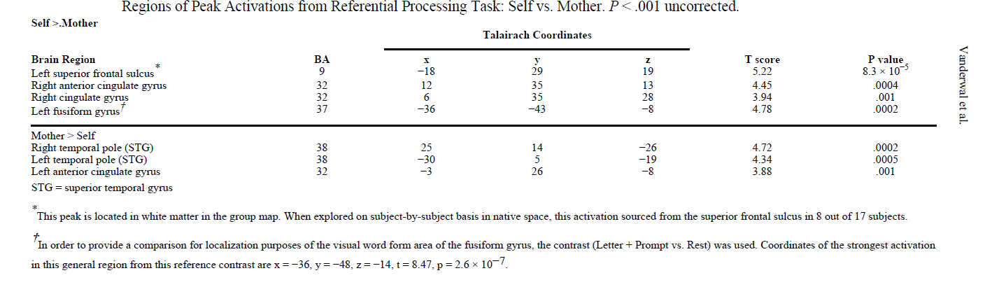 Regions of Peak Activations from Referential Processing Task: Self vs. Mother. P < .001 uncorrected.
Self >.Mother
Talairach Coordinates
Brain Region BA x y z T score P value
Left superior frontal sulcus* 9 −18 29 19 5.22 8.3 × 10−5
Right anterior cingulate gyrus 32 12 35 13 4.45 .0004
Right cingulate gyrus 32 6 35 28 3.94 .001
Left fusiform gyrus† 37 −36 −43 −8 4.78 .0002
Mother > Self
Right temporal pole (STG) 38 25 14 −26 4.72 .0002
Left temporal pole (STG) 38 −30 5 −19 4.34 .0005
Left anterior cingulate gyrus 32 −3 26 −8 3.88 .001
STG = superior temporal gyrus
*This peak is located in white matter in the group map. When explored on subject-by-subject basis in native space, this activation sourced from the superior frontal sulcus in 8 out of 17 subjects.
†In order to provide a comparison for localization purposes of the visual word form area of the fusiform gyrus, the contrast (Letter + Prompt vs. Rest) was used. Coordinates of the strongest activation
in this general region from this reference contrast are x = −36, y = −48, z = −14, t = 8.47, p = 2.6 × 10−7.
Vanderwal et al.